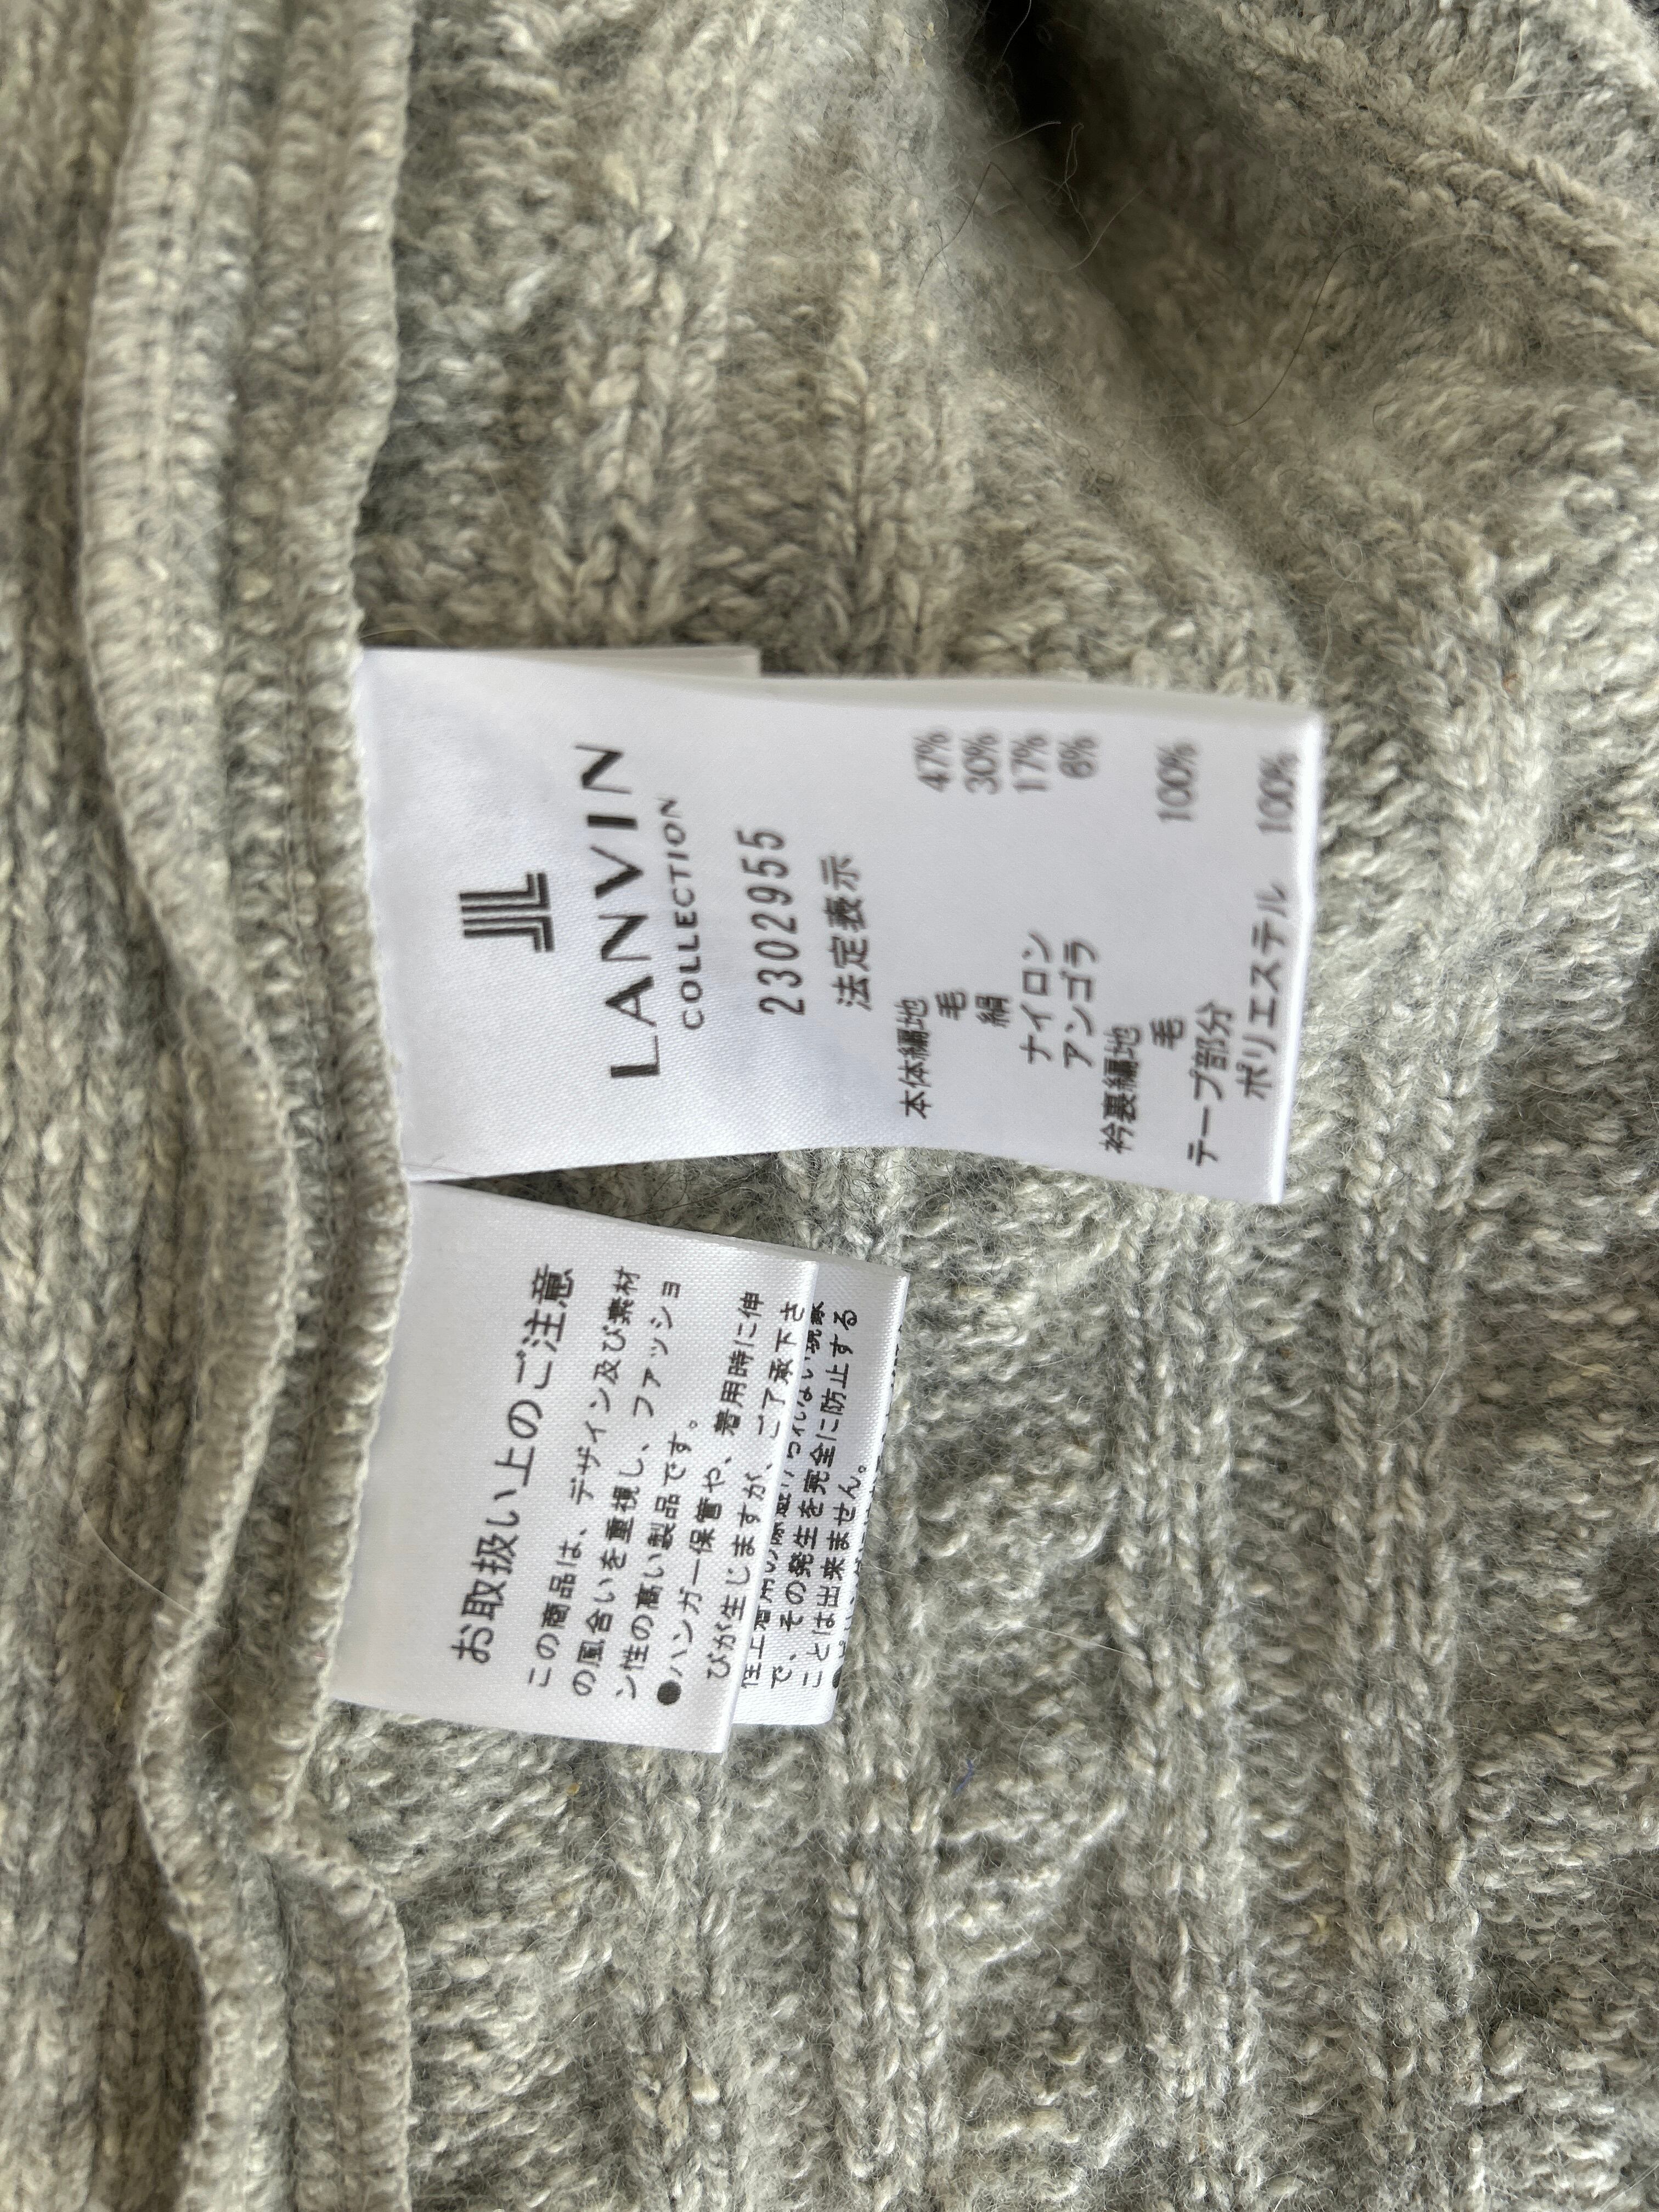 LANVIN
COLLECTION
2302955
法定表示
本体編地
毛 47%
絹 30%
ナイロン 17%
アンゴラ 6%
衿裏編地
毛 100%
テープ部分
ポリエステル 100%
お取扱い上のご注意
この商品は、デザイン及び素材
の風合いを重視し、ファッショ
ン性の高い製品です。
●ハンガー保管や、着用時に伸
びが生じますが、ご了承下さ
で、その発生を完全に防止する
ことは出来ません。